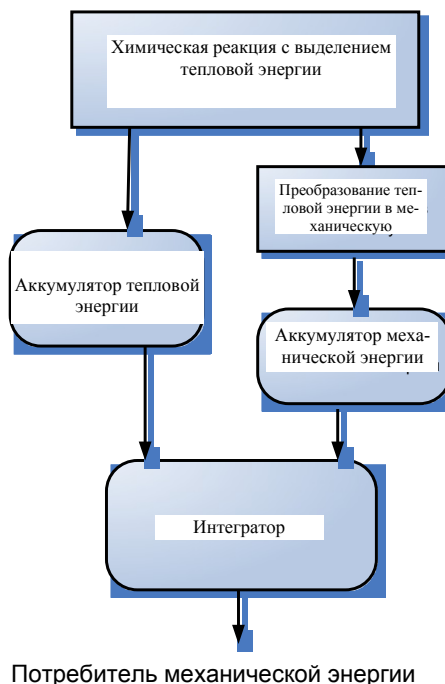 Химическая реакция с выделением
тепловой энергии
Преобразование теп-
ловой энергии в ме-
ханическую
Аккумулятор тепловой
энергии
Аккумулятор меха-
нической энергии
Интегратор
Потребитель механической энергии